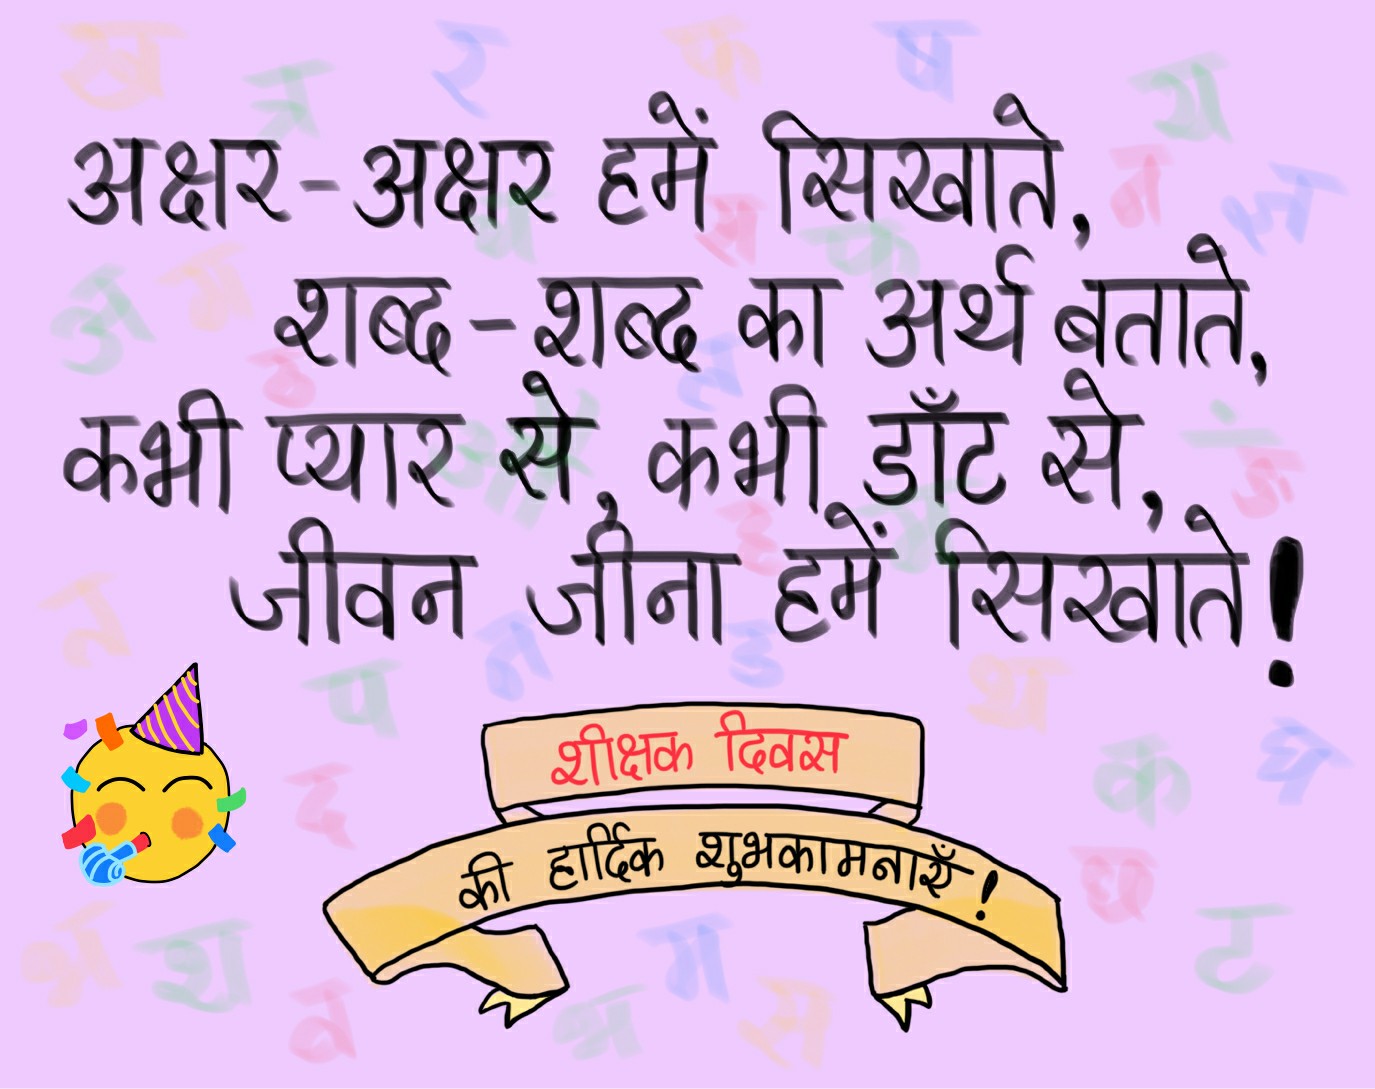 अक्षर-अक्षर हमें सिखाते,
शब्द-शब्द का अर्थ बताते,
कभी प्यार से, कभी डाँट से,
जीवन जीना हमें सिखाते!
शीक्षक दिवस
की हार्दिक शुभकामनाएँ!